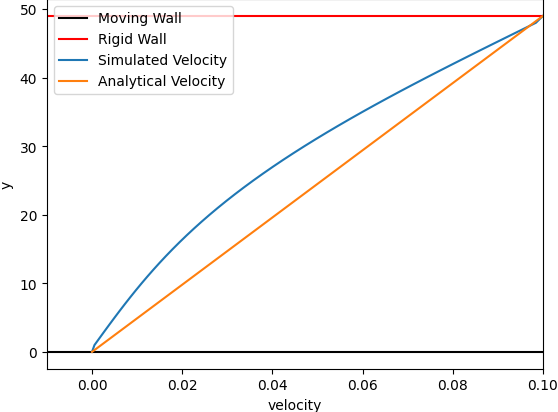 50
40
30
20
10
0
y
Moving Wall
Rigid Wall
Simulated Velocity
Analytical Velocity
0.00 0.02 0.04 0.06 0.08 0.10
velocity